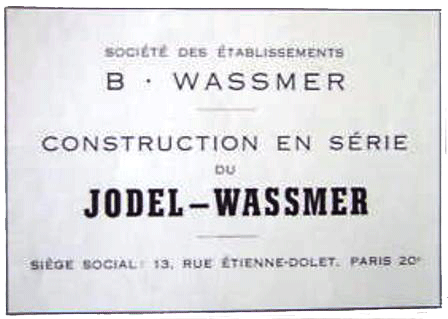 SOCIÉTÉ DES ÉTABLISSEMENTS
B · WASSMER
CONSTRUCTION EN SÉRIE
DU
JODEL–WASSMER
SIÈGE SOCIAL: 13, RUE ÉTIENNE-DOLET, PARIS 20ᵉ